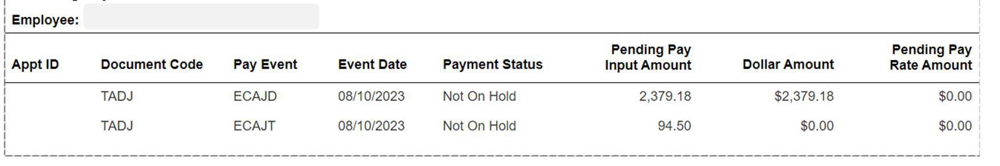 Employee:
Pending Pay Pending Pay
Appt ID Document Code Pay Event Event Date Payment Status Input Amount Dollar Amount Rate Amount
TADJ ECAJD 08/10/2023 Not On Hold 2,379.18 $2,379.18 $0.00
TADJ ECAJT 08/10/2023 Not On Hold 94.50 $0.00 $0.00